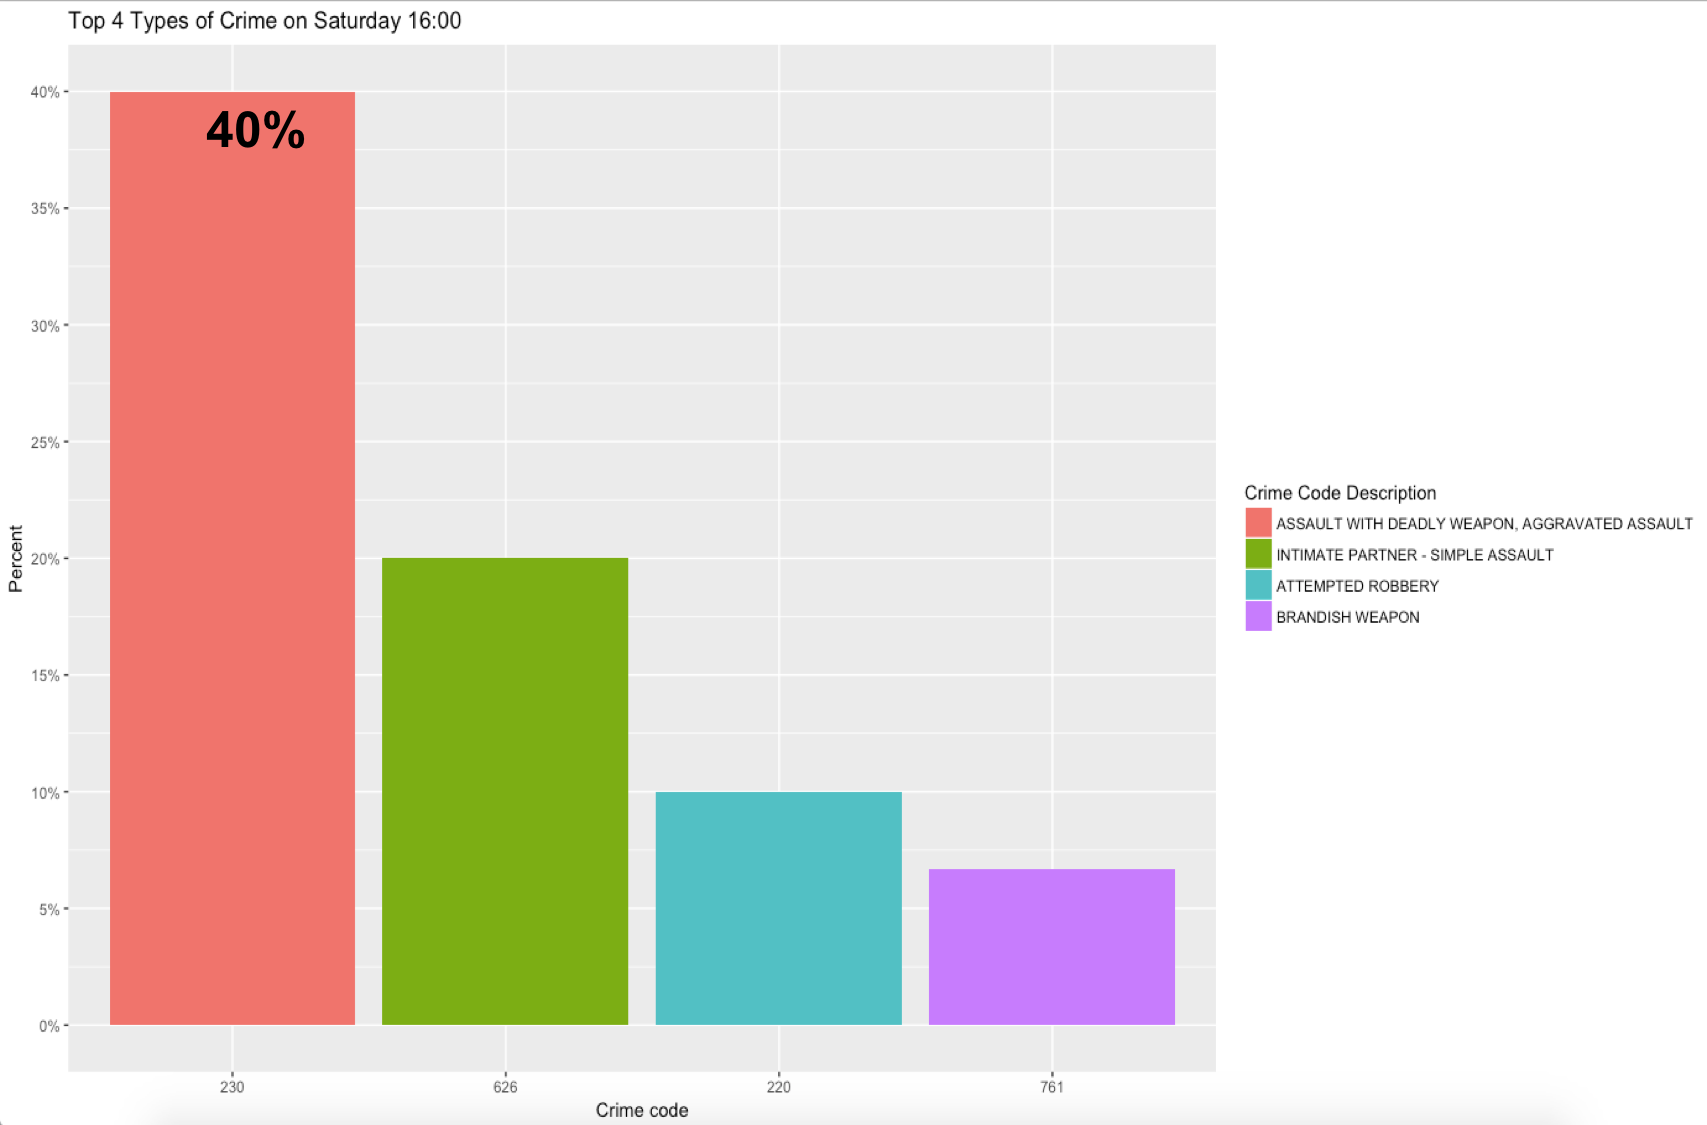 Top 4 Types of Crime on Saturday 16:00
40%
40%
35%
30%
25%
20%
15%
10%
5%
0%
Percent
230 626 220 761
Crime code
Crime Code Description
ASSAULT WITH DEADLY WEAPON, AGGRAVATED ASSAULT
INTIMATE PARTNER - SIMPLE ASSAULT
ATTEMPTED ROBBERY
BRANDISH WEAPON